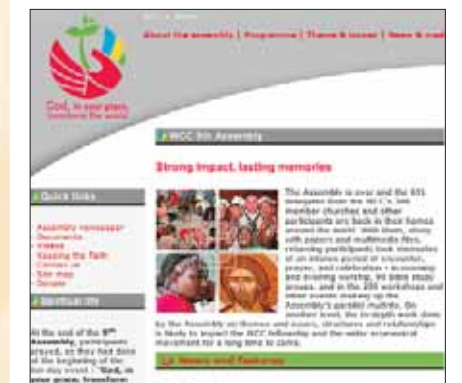 About the assembly | Programme | Theme & issues | News & med
God, in your grace,
transform the world
WCC 9th Assembly
Strong impact, lasting memories
Quick links
Assembly newspaper
Documents
Videos
Keeping the Faith
Contact us
Site map
Donate
Spiritual life
The Assembly is over and the 691
delegates from the WCC's
member churches and other
participants are back in their homes
around the world. With them, along
with papers and multimedia files,
returning participants took memories
of an intense period of encounter,
prayer, and celebration - in morning
and evening worship, bible study
groups, and in the 200 workshops and
other events making up the
Assembly's parallel mutirão. On
another level, the in-depth work done
by the Assembly on themes and issues, structures and relationships
is likely to impact the WCC fellowship and the wider ecumenical
movement for a long time to come.
News and features
At the end of the 9th
Assembly, participants
prayed, as they had done
at the beginning of the
day event : "God, in
your grace, transform